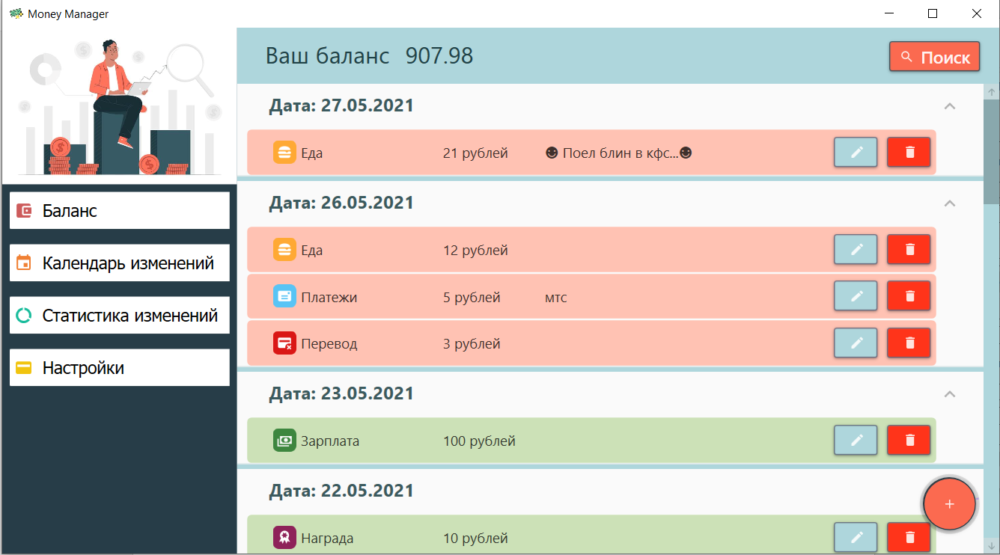 Money Manager
Ваш баланс 907.98
Поиск
Дата: 27.05.2021
Еда 21 рублей ☻ Поел блин в кфс...☻
Дата: 26.05.2021
Еда 12 рублей
Платежи 5 рублей мтс
Перевод 3 рублей
Дата: 23.05.2021
Зарплата 100 рублей
Дата: 22.05.2021
Награда 10 рублей
Баланс
Календарь изменений
Статистика изменений
Настройки